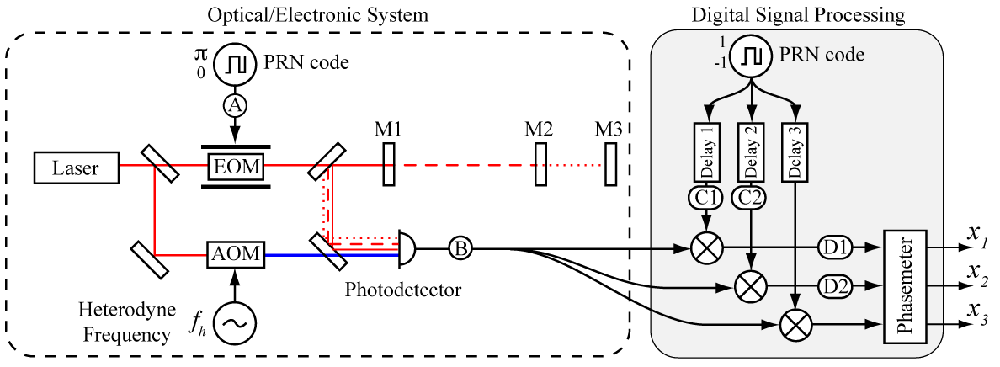 Optical/Electronic System
Digital Signal Processing
π
0
PRN code
1
-1
PRN code
A
M1
M2
M3
Delay 1
Delay 2
Delay 3
Laser
EOM
C1
C2
AOM
B
D1
D2
Phasemeter
x1
x2
x3
Photodetector
Heterodyne
Frequency
fh